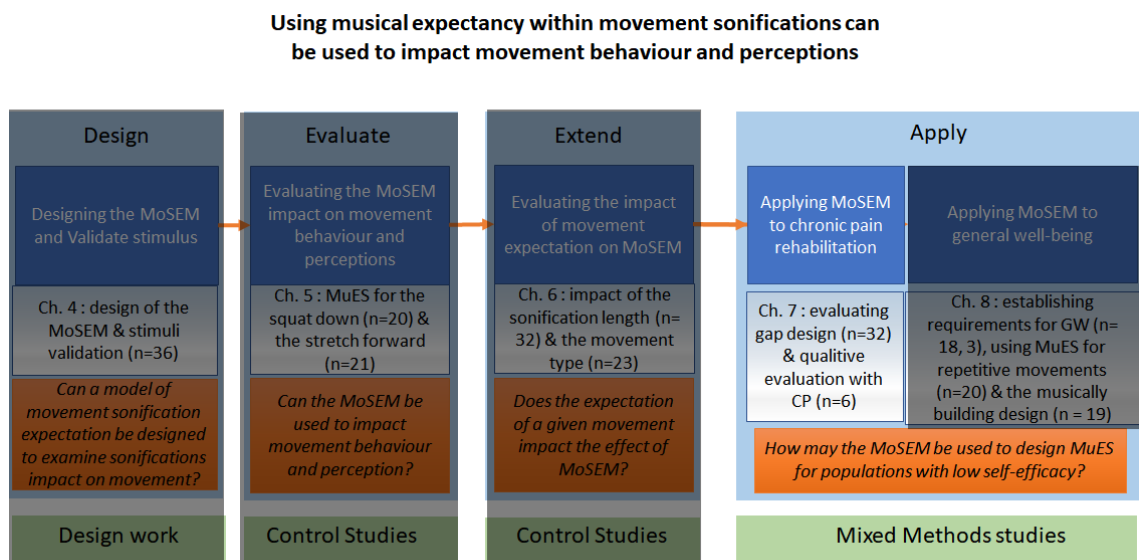 Using musical expectancy within movement sonifications can
be used to impact movement behaviour and perceptions
Design
Designing the MoSEM
and Validate stimulus
Ch. 4 : design of the
MoSEM & stimuli
validation (n=36)
Can a model of
movement sonification
expectation be designed
to examine sonifications
impact on movement?
Design work
Evaluate
Evaluating the MoSEM
impact on movement
behaviour and
perceptions
Ch. 5 : MuES for the
squat down (n=20) &
the stretch forward
(n=21)
Can the MoSEM be
used to impact
movement behaviour
and perception?
Control Studies
Extend
Evaluating the impact
of movement
expectation on MoSEM
Ch. 6 : impact of the
sonification length (n=
32) & the movement
type (n=23)
Does the expectation
of a given movement
impact the effect of
MoSEM?
Control Studies
Apply
Applying MoSEM
to chronic pain
rehabilitation
Ch. 7 : evaluating
gap design (n=32)
& qualitive
evaluation with
CP (n=6)
Applying MoSEM to
general well-being
Ch. 8 : establishing
requirements for GW (n=
18, 3), using MuES for
repetitive movements
(n=20) & the musically
building design (n = 19)
How may the MoSEM be used to design MuES
for populations with low self-efficacy?
Mixed Methods studies